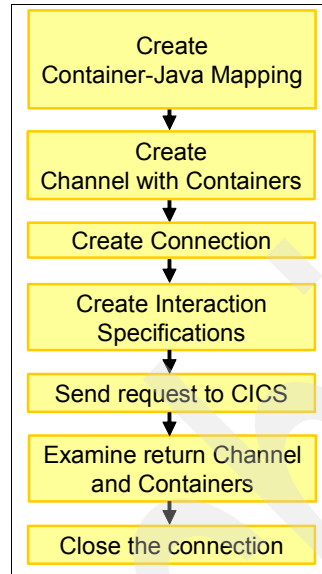 Create
Container-Java Mapping
Create
Channel with Containers
Create Connection
Create Interaction
Specifications
Send request to CICS
Examine return Channel
and Containers
Close the connection